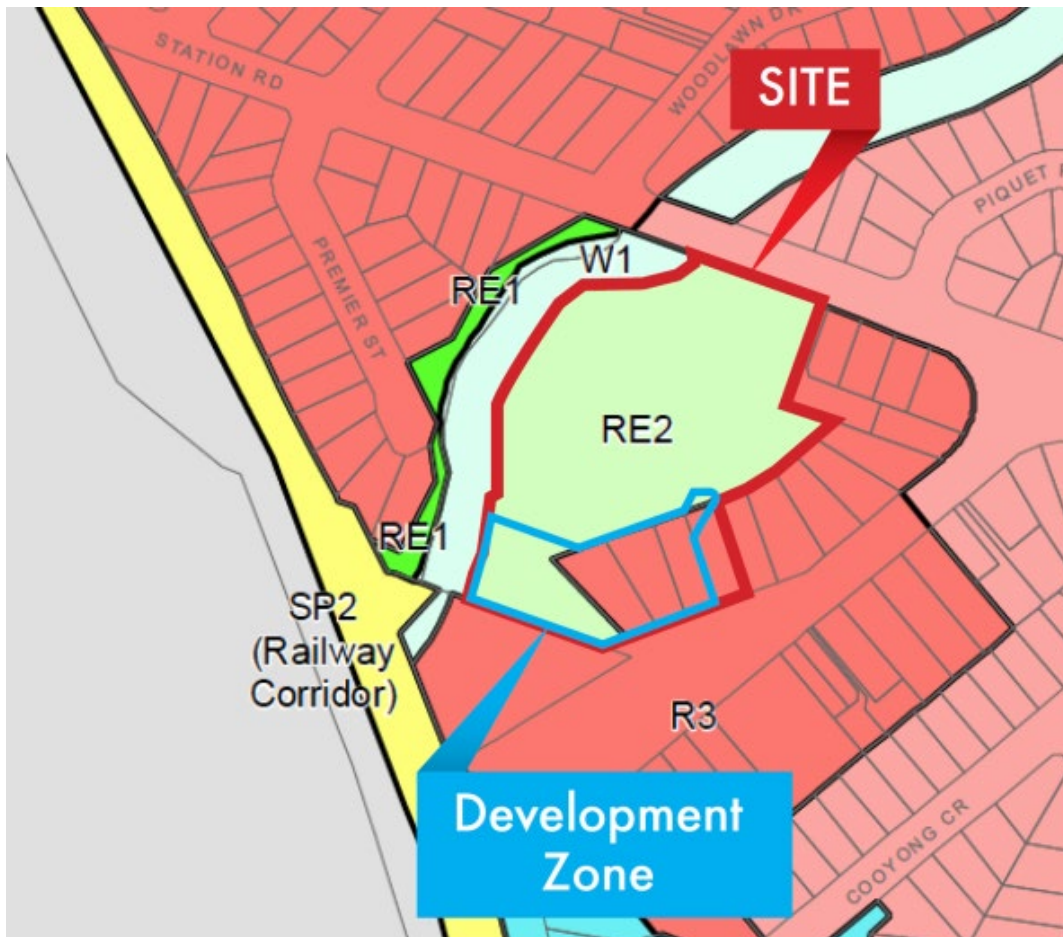 STATION RD
WOODLAWN DR
SITE
PIQUET A
W1
RE1
PREMIER ST
RE2
RE1
SP2
(Railway
Corridor)
R3
Development
Zone
COOYONG CR